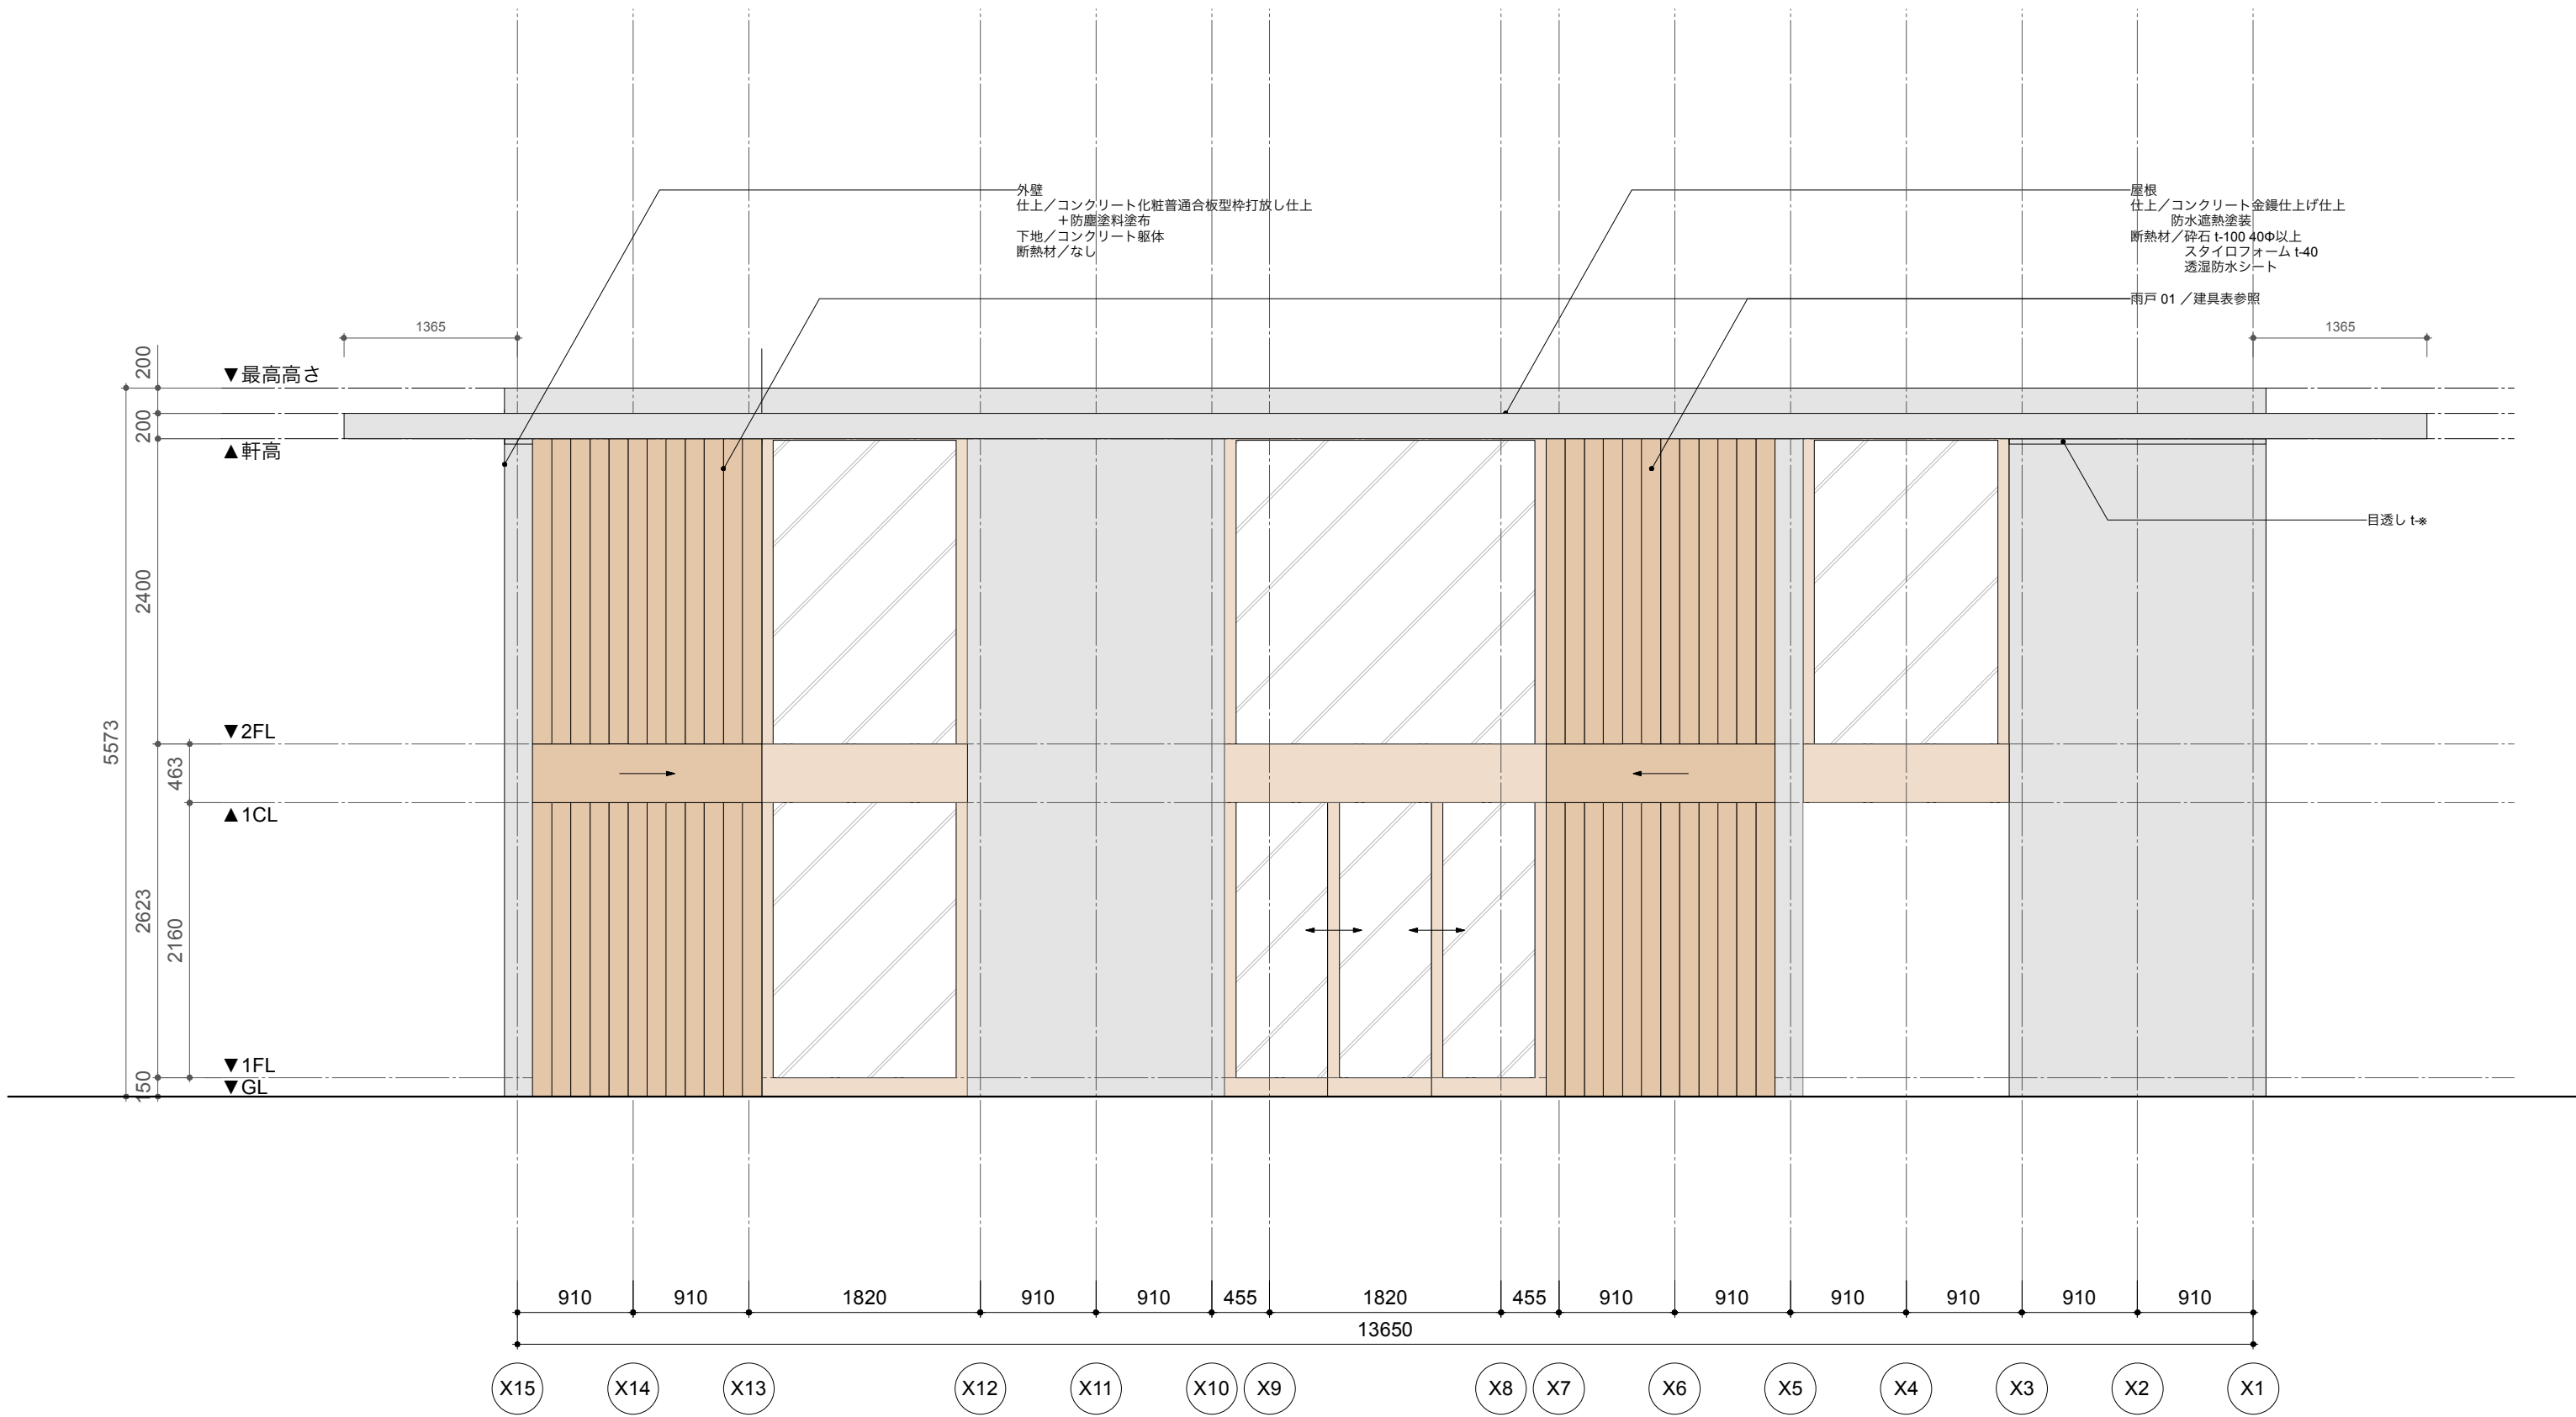 外壁
仕上／コンクリート化粧普通合板型枠打放し仕上
＋防塵塗料塗布
下地／コンクリート躯体
断熱材／なし
屋根
仕上／コンクリート金鏝仕上げ仕上
防水遮熱塗装
断熱材／砕石 t-100 40Φ以上
スタイロフォーム t-40
透湿防水シート
雨戸 01 ／建具表参照
1365
1365
200
▼最高高さ
200
▲軒高
目透し t-※
2400
5573
▼2FL
463
▲1CL
2623
2160
▼1FL
150
▼GL
910 910 1820 910 910 455 1820 455 910 910 910 910 910 910
13650
X15 X14 X13 X12 X11 X10 X9 X8 X7 X6 X5 X4 X3 X2 X1